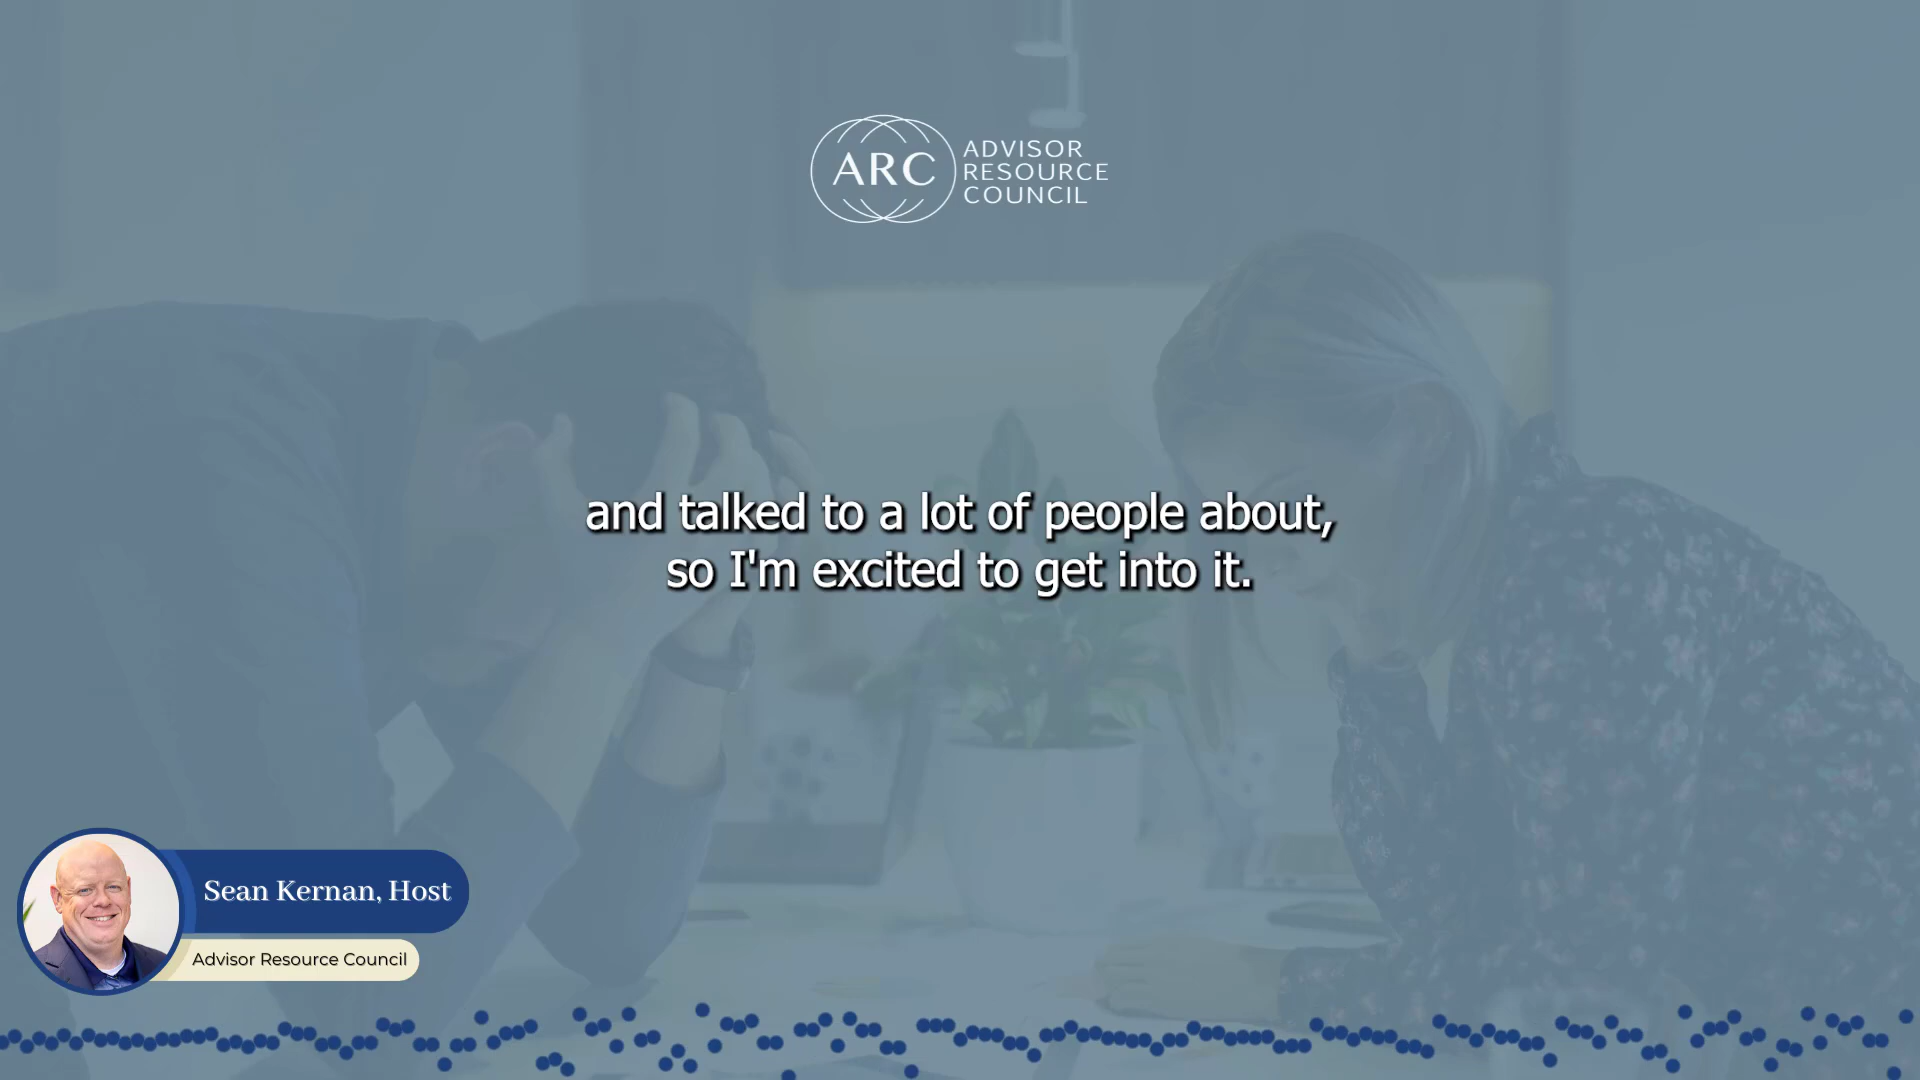 ARC
ADVISOR
RESOURCE
COUNCIL
and talked to a lot of people about,
so I'm excited to get into it.
Sean Kernan, Host
Advisor Resource Council